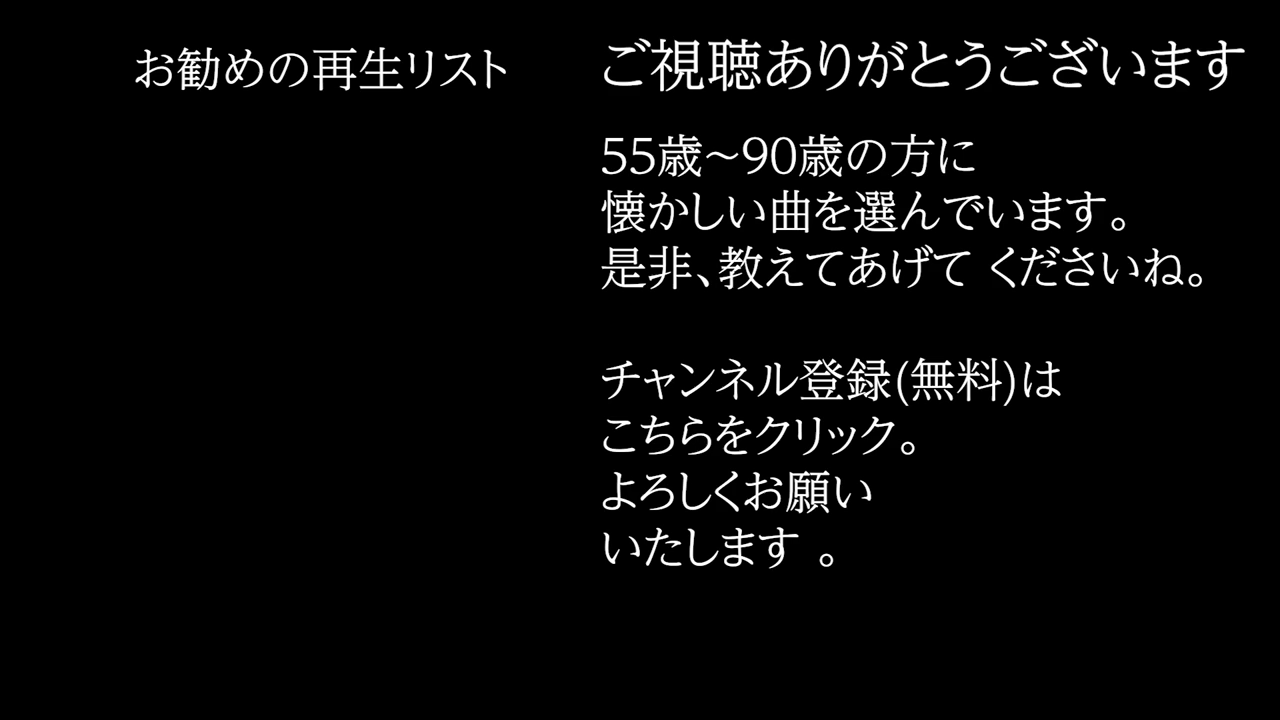 お勧めの再生リスト
ご視聴ありがとうございます
55歳～90歳の方に
懐かしい曲を選んでいます。
是非、教えてあげて くださいね。
チャンネル登録(無料)は
こちらをクリック。
よろしくお願い
いたします 。